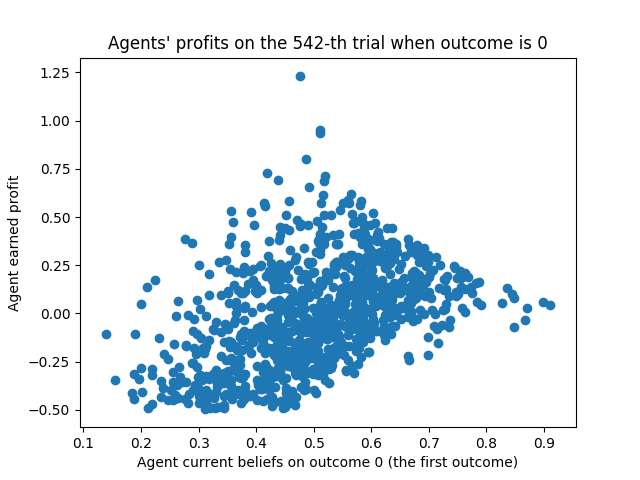 Agents' profits on the 542-th trial when outcome is 0
1.25
1.00
0.75
0.50
0.25
0.00
−0.25
−0.50
Agent earned profit
0.1 0.2 0.3 0.4 0.5 0.6 0.7 0.8 0.9
Agent current beliefs on outcome 0 (the first outcome)